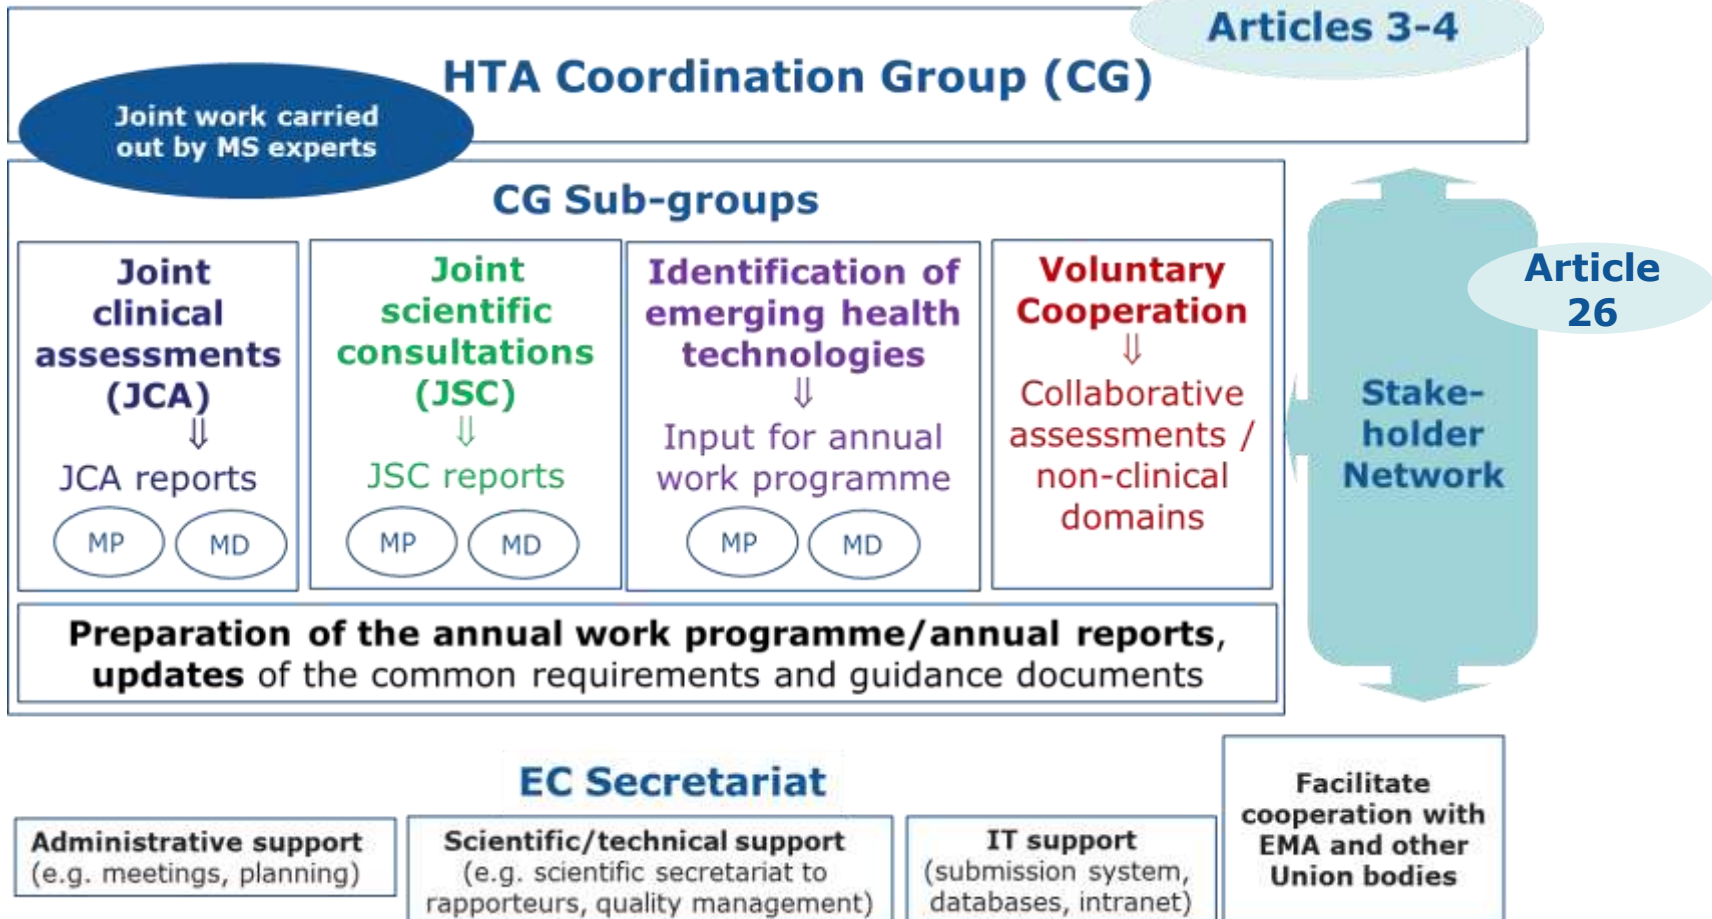 Articles 3-4
HTA Coordination Group (CG)
Joint work carried
out by MS experts
CG Sub-groups
Joint
clinical
assessments
(JCA)
⇓
JCA reports
MP
MD
Joint
scientific
consultations
(JSC)
⇓
JSC reports
MP
MD
Identification of
emerging health
technologies
⇓
Input for annual
work programme
MP
MD
Voluntary
Cooperation
⇓
Collaborative
assessments /
non-clinical
domains
Article
26
Stake-
holder
Network
Preparation of the annual work programme/annual reports,
updates of the common requirements and guidance documents
EC Secretariat
Administrative support
(e.g. meetings, planning)
Scientific/technical support
(e.g. scientific secretariat to
rapporteurs, quality management)
IT support
(submission system,
databases, intranet)
Facilitate
cooperation with
EMA and other
Union bodies